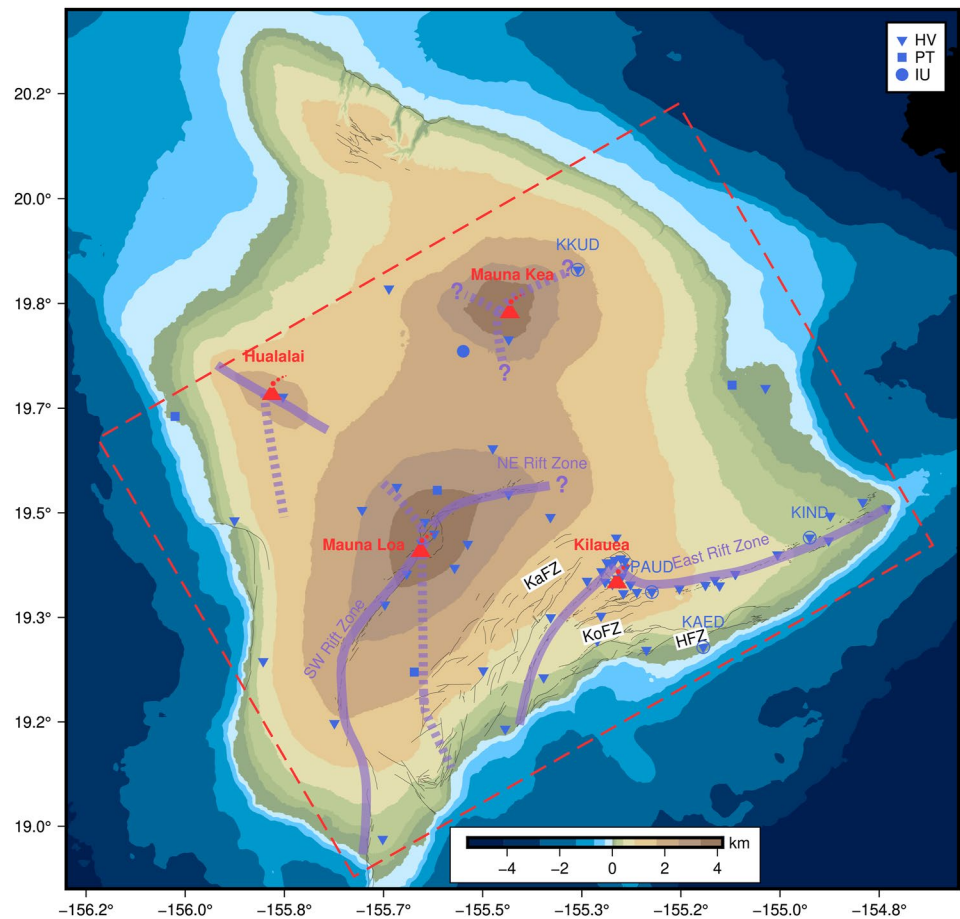 HV
PT
IU
20.2°
20.0°
19.8°
19.7°
19.5°
19.3°
19.2°
19.0°
KKUD
?
Mauna Kea
?
?
Hualalai
NE Rift Zone
?
KIND
Mauna Loa
Kilauea
East Rift Zone
PAUD
KaFZ
KAED
KoFZ
HFZ
SW Rift Zone
km
−4 −2 0 2 4
−156.2° −156.0° −155.8° −155.7° −155.5° −155.3° −155.2° −155.0° −154.8°